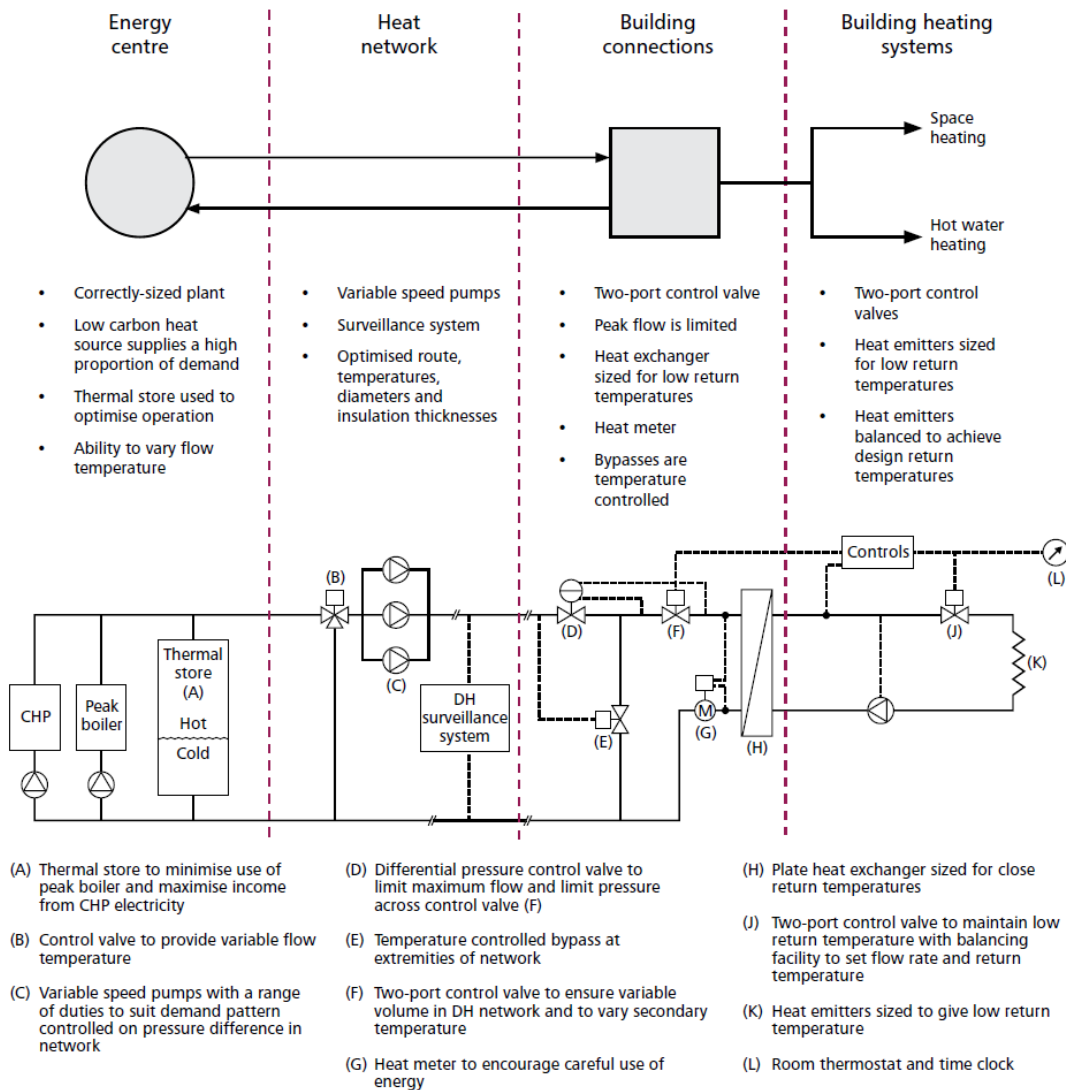 Energy
centre
Heat
network
Building
connections
Building heating
systems
Space
heating
Hot water
heating
• Correctly-sized plant
• Low carbon heat
source supplies a high
proportion of demand
• Thermal store used to
optimise operation
• Ability to vary flow
temperature
• Variable speed pumps
• Surveillance system
• Optimised route,
temperatures,
diameters and
insulation thicknesses
• Two-port control valve
• Peak flow is limited
• Heat exchanger
sized for low return
temperatures
• Heat meter
• Bypasses are
temperature
controlled
• Two-port control
valves
• Heat emitters sized
for low return
temperatures
• Heat emitters
balanced to achieve
design return
temperatures
CHP
Peak
boiler
Thermal
store
(A)
Hot
Cold
(B)
(C)
DH
surveillance
system
(D)
(E)
(F)
M
(G)
(H)
Controls
(J)
(K)
(L)
(A) Thermal store to minimise use of
peak boiler and maximise income
from CHP electricity
(B) Control valve to provide variable flow
temperature
(C) Variable speed pumps with a range
of duties to suit demand pattern
controlled on pressure difference in
network
(D) Differential pressure control valve to
limit maximum flow and limit pressure
across control valve (F)
(E) Temperature controlled bypass at
extremities of network
(F) Two-port control valve to ensure variable
volume in DH network and to vary secondary
temperature
(G) Heat meter to encourage careful use of
energy
(H) Plate heat exchanger sized for close
return temperatures
(J) Two-port control valve to maintain low
return temperature with balancing
facility to set flow rate and return
temperature
(K) Heat emitters sized to give low return
temperature
(L) Room thermostat and time clock